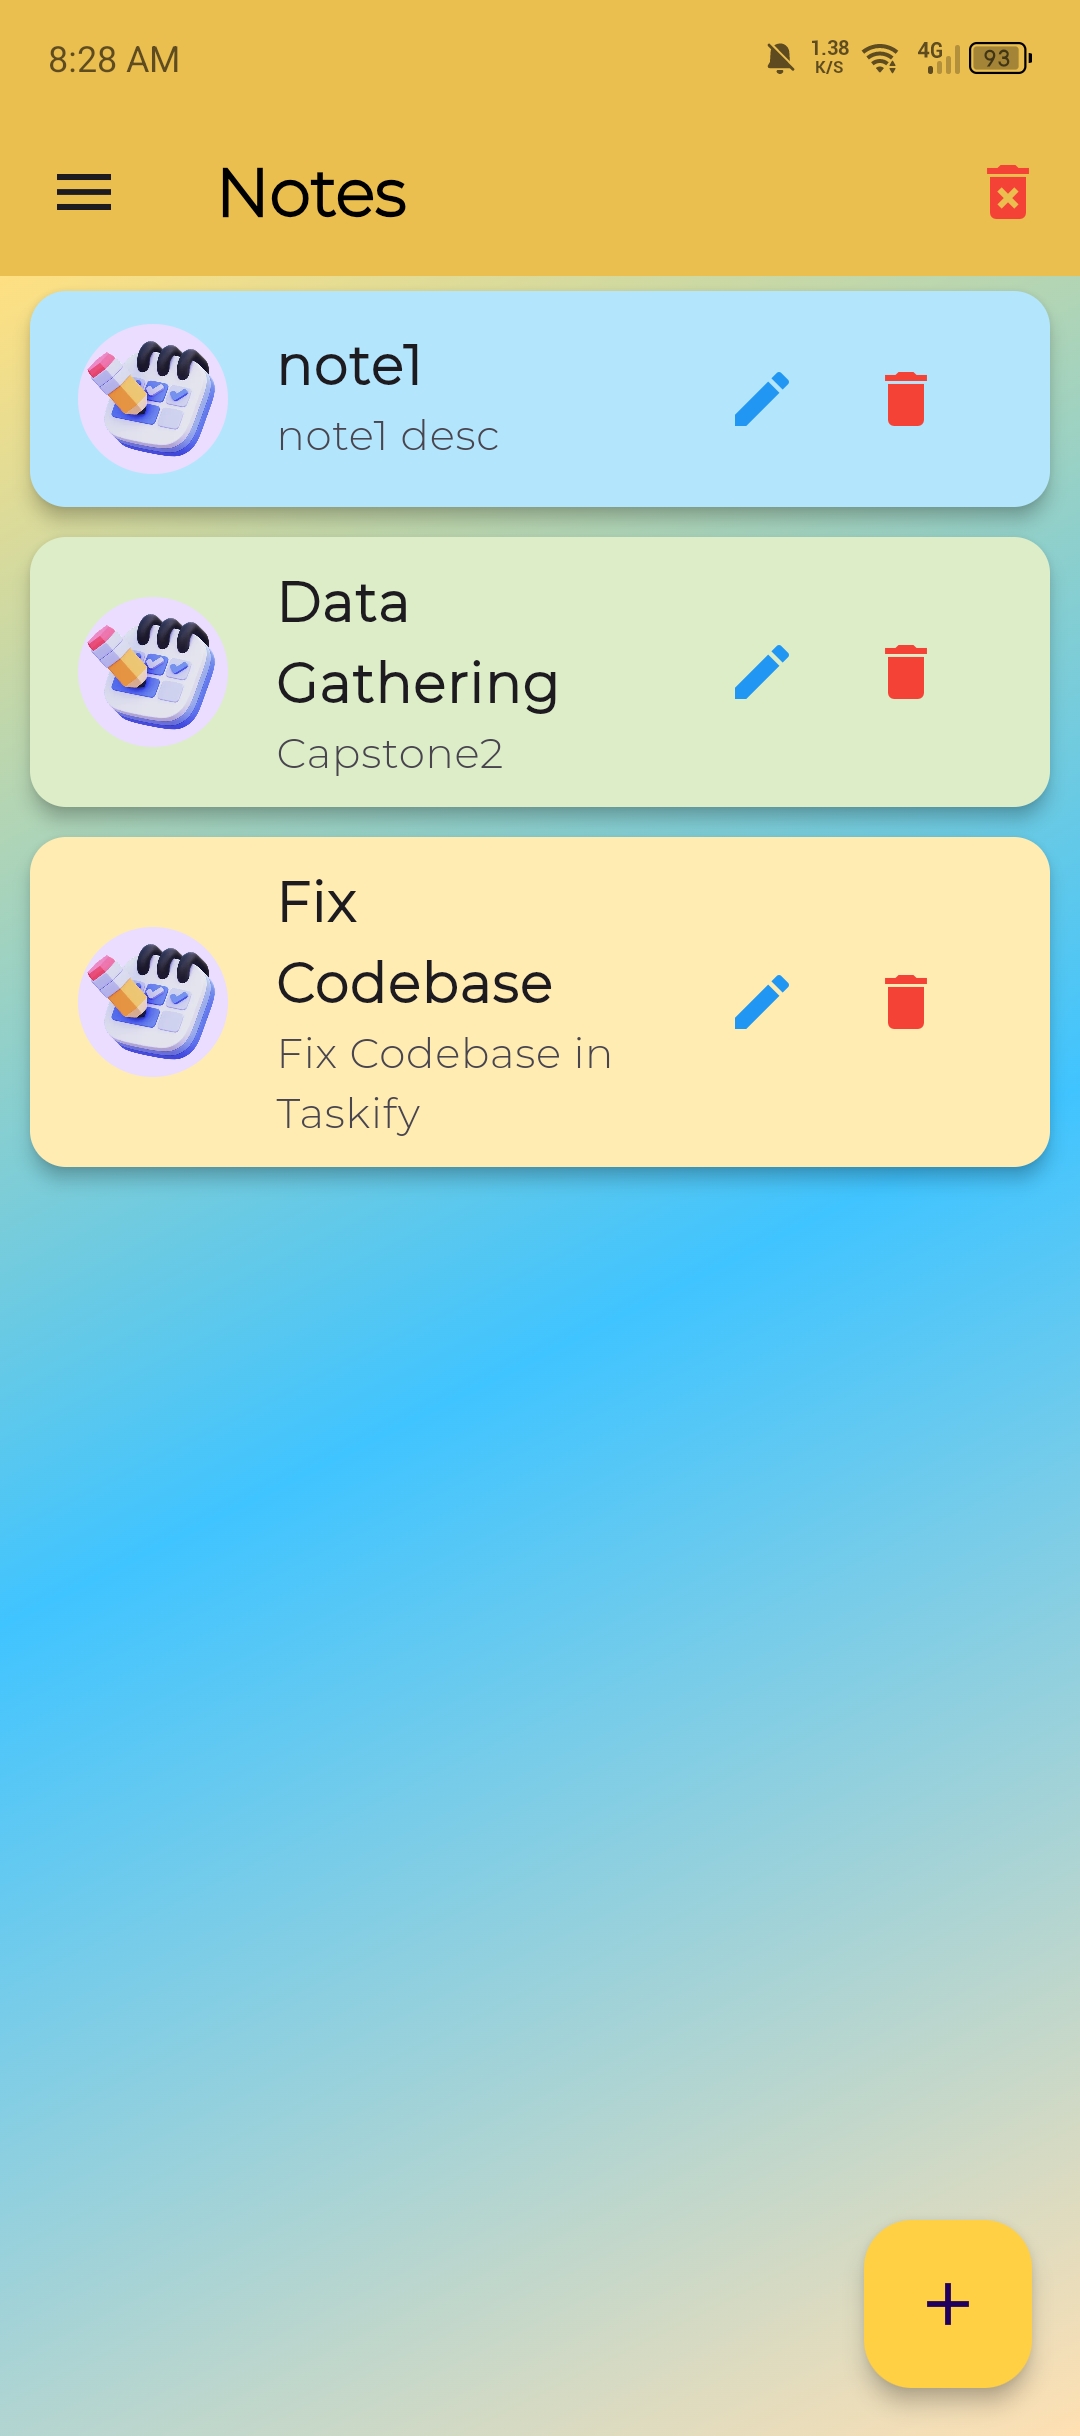 8:28 AM
1.38
K/S
4G
93
Notes
note1
note1 desc
Data
Gathering
Capstone2
Fix
Codebase
Fix Codebase in
Taskify